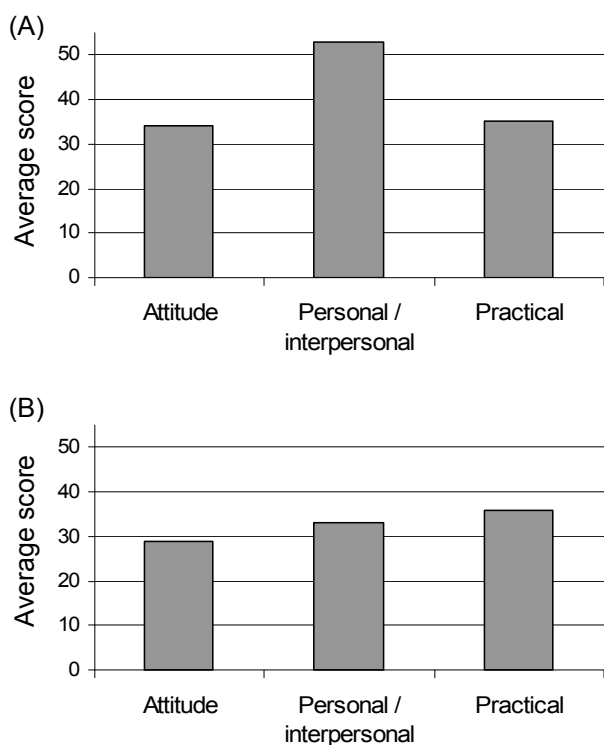 (A)
Average score
50
40
30
20
10
0
Attitude
Personal /
interpersonal
Practical
(B)
Average score
50
40
30
20
10
0
Attitude
Personal /
interpersonal
Practical